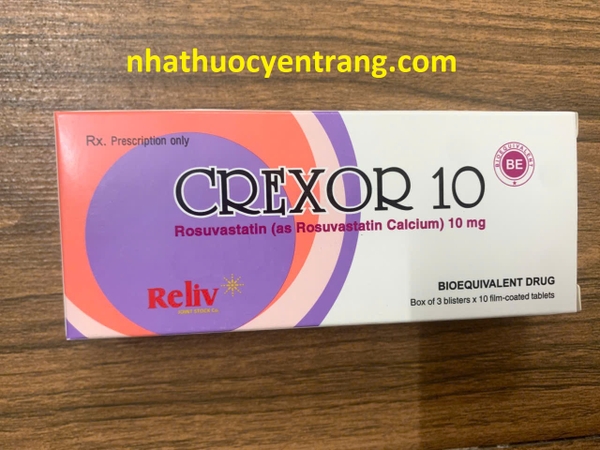 nhathuocyentrang.com
Rx. Prescription only
CREXOR 10
Rosuvastatin (as Rosuvastatin Calcium) 10 mg
BIOEQUIVALENT
BE
Reliv
BIOEQUIVALENT DRUG
Box of 3 blisters x 10 film-coated tablets